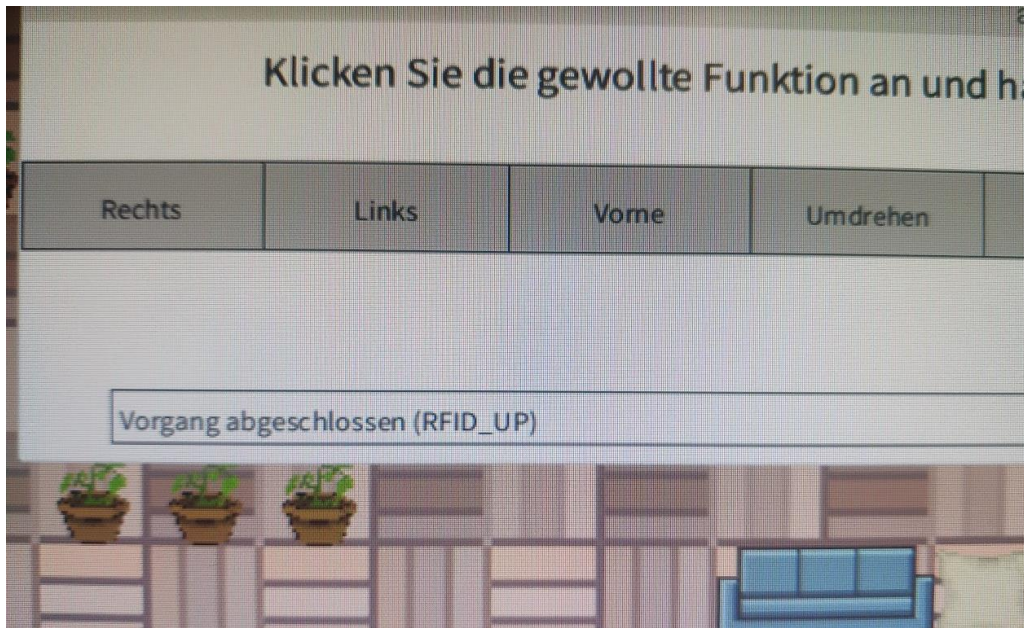 Klicken Sie die gewollte Funktion an und
Rechts
Links
Vorne
Umdrehen
Vorgang abgeschlossen (RFID_UP)